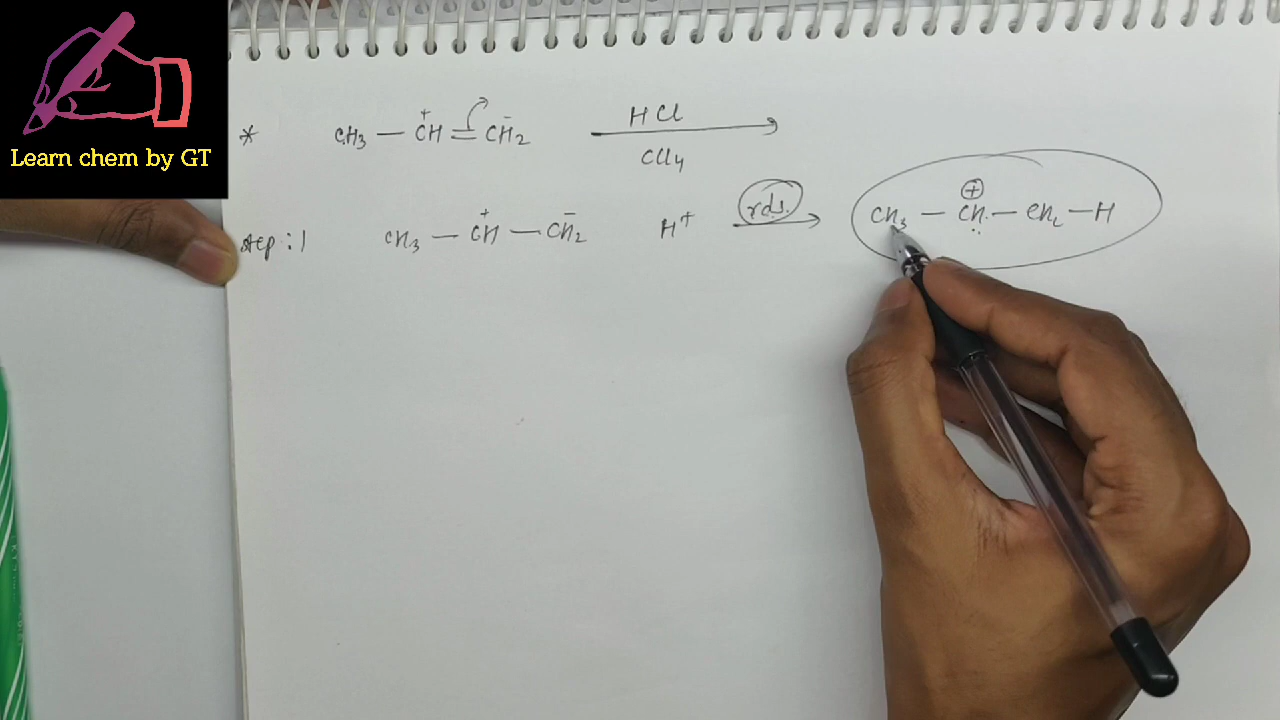 Learn chem by GT
* CH3 — CH = CH2 HCl
+ -
CCl4
step : 1 CH3 — CH — CH2 H+ rds. CH3 — CH — CH2 — H
+ - +